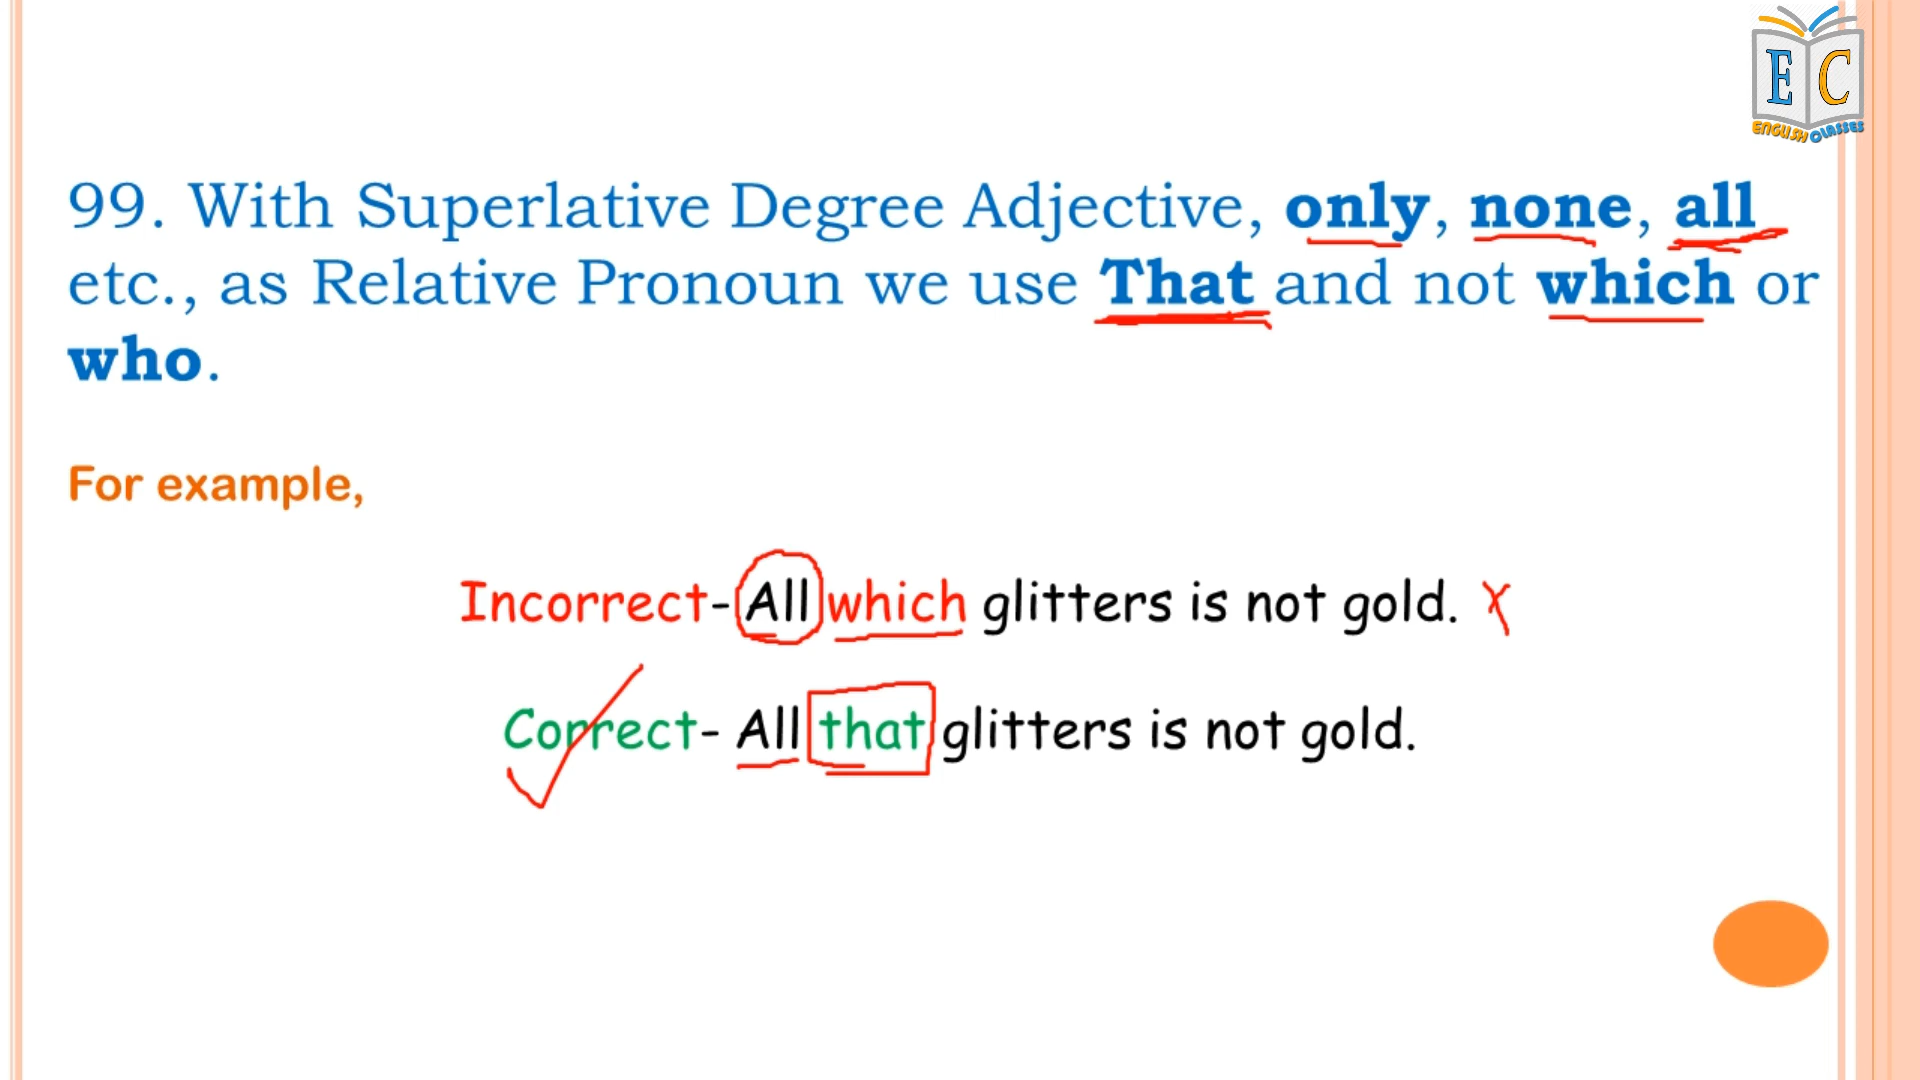 E C
ENGLISH CLASSES
99. With Superlative Degree Adjective, only, none, all
etc., as Relative Pronoun we use That and not which or
who.
For example,
Incorrect- All which glitters is not gold. X
Correct- All that glitters is not gold.